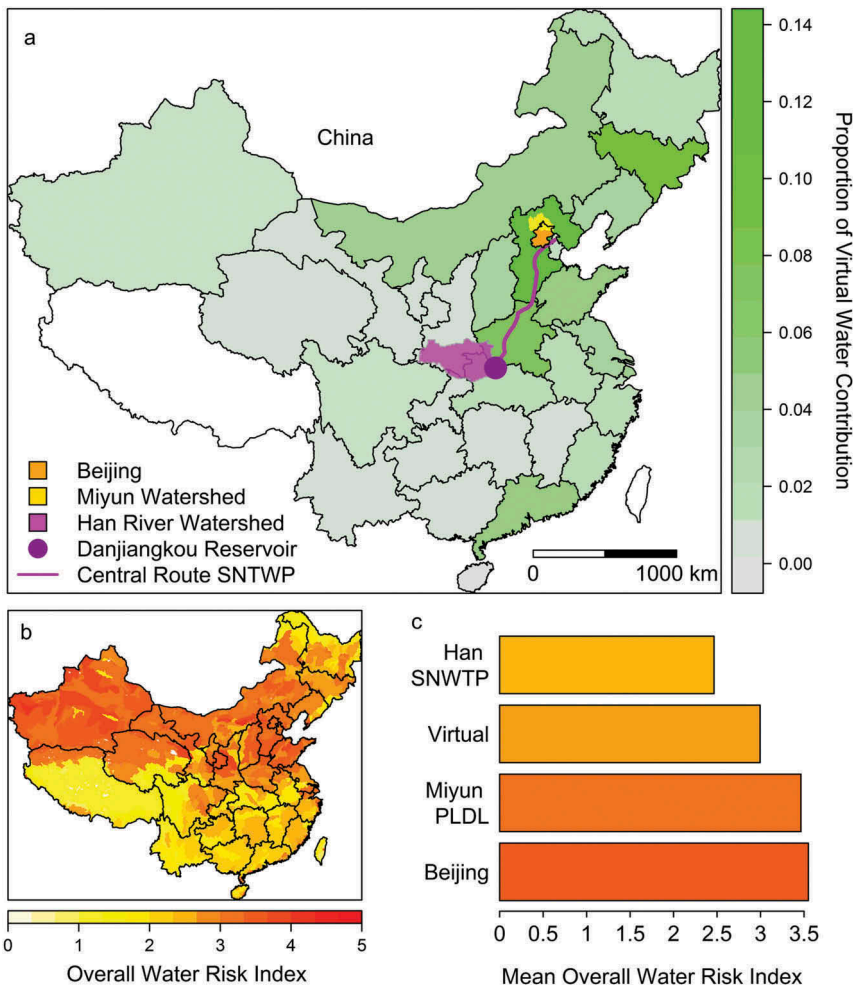 a
China
Beijing
Miyun Watershed
Han River Watershed
Danjiangkou Reservoir
Central Route SNTWP
0 1000 km
0.14
0.12
0.10
0.08
0.06
0.04
0.02
0.00
Proportion of Virtual Water Contribution
b
0 1 2 3 4 5
Overall Water Risk Index
c
Han
SNWTP
Virtual
Miyun
PLDL
Beijing
0 0.5 1 1.5 2 2.5 3 3.5
Mean Overall Water Risk Index